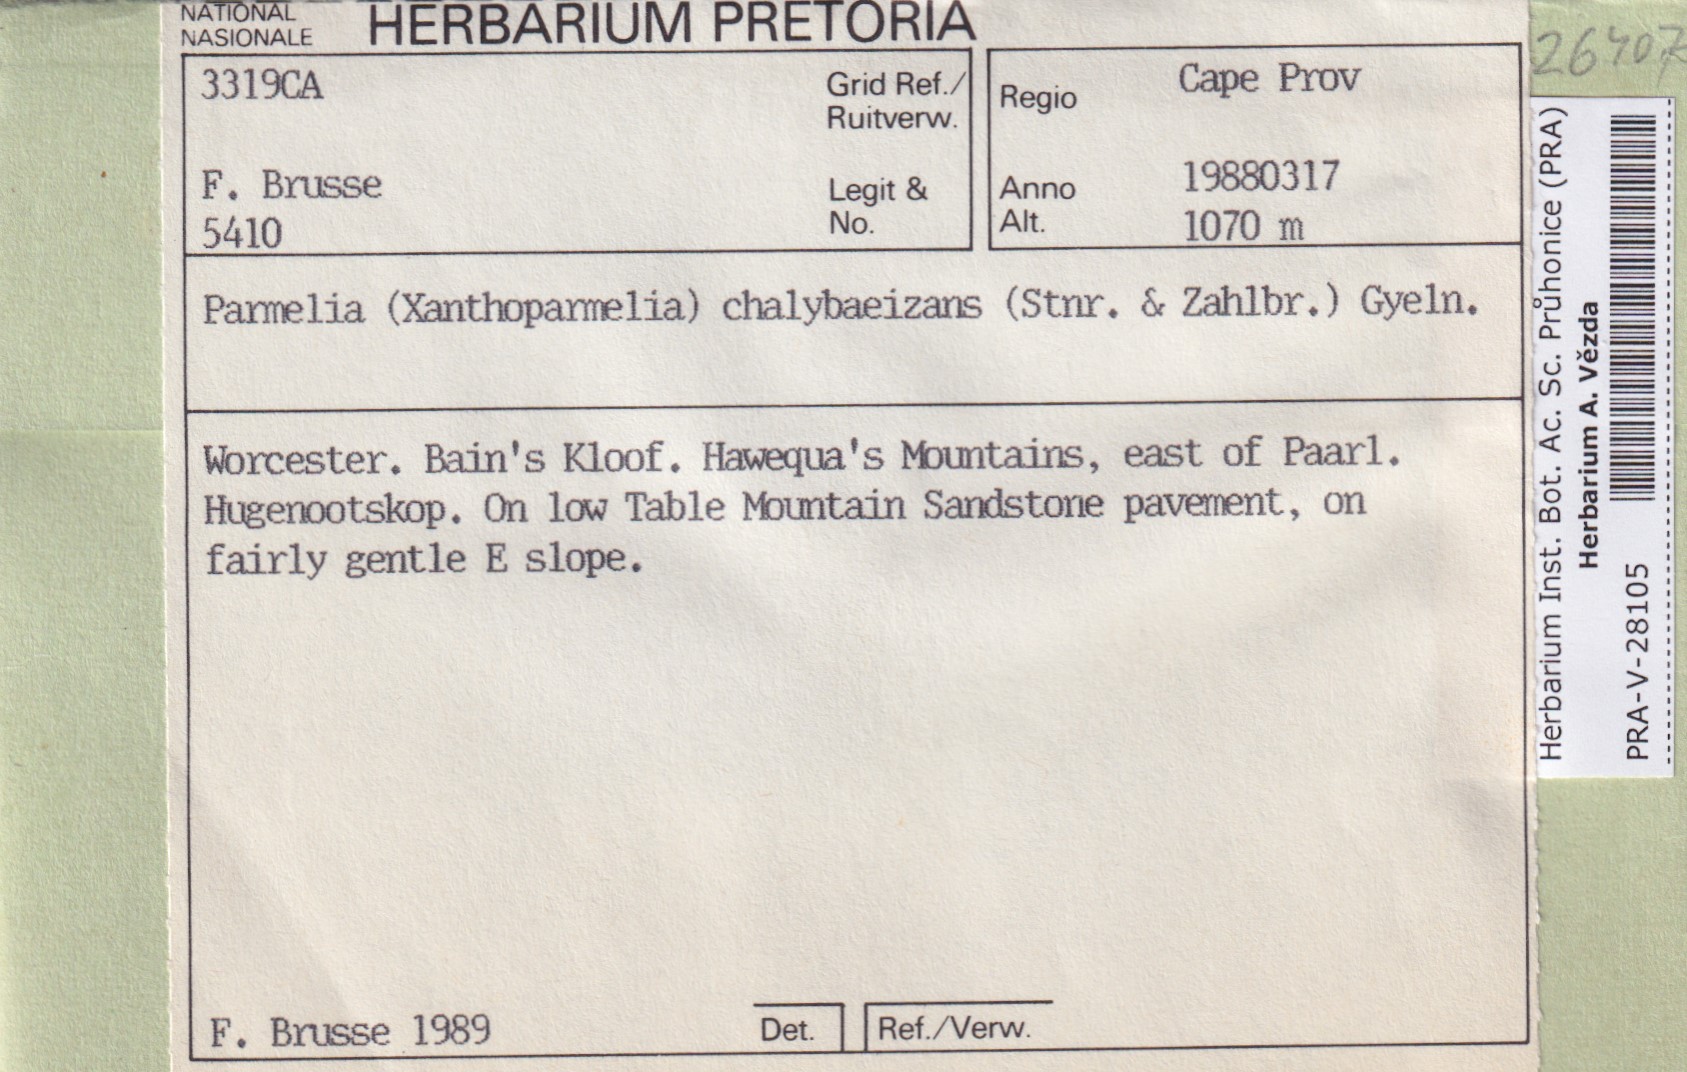 NATIONAL
NASIONALE
HERBARIUM PRETORIA
3319CA
Grid Ref./
Ruitverw.
Regio
Cape Prov
F. Brusse
5410
Legit &
No.
Anno
19880317
Alt.
1070 m
Parmelia (Xanthoparmelia) chalybaeizans (Stnr. & Zahlbr.) Gyeln.
Worcester. Bain's Kloof. Hawequa's Mountains, east of Paarl.
Hugenootskop. On low Table Mountain Sandstone pavement, on
fairly gentle E slope.
F. Brusse 1989
Det.
Ref./Verw.
26407
Herbarium Inst. Bot. Ac. Sc. Průhonice (PRA)
Herbarium A. Vězda
PRA-V-28105